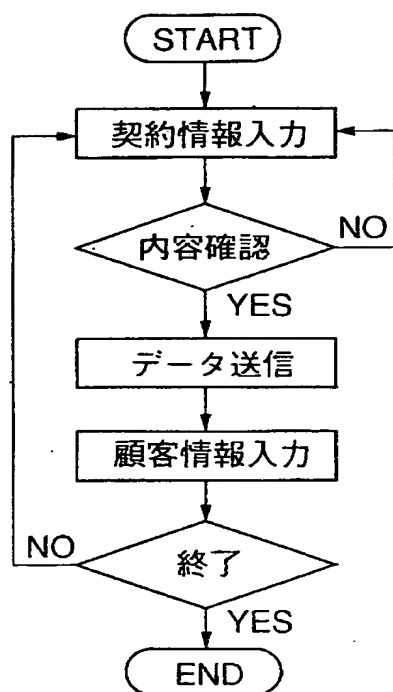 START
契約情報入力
内容確認
NO
YES
データ送信
顧客情報入力
NO
終了
YES
END